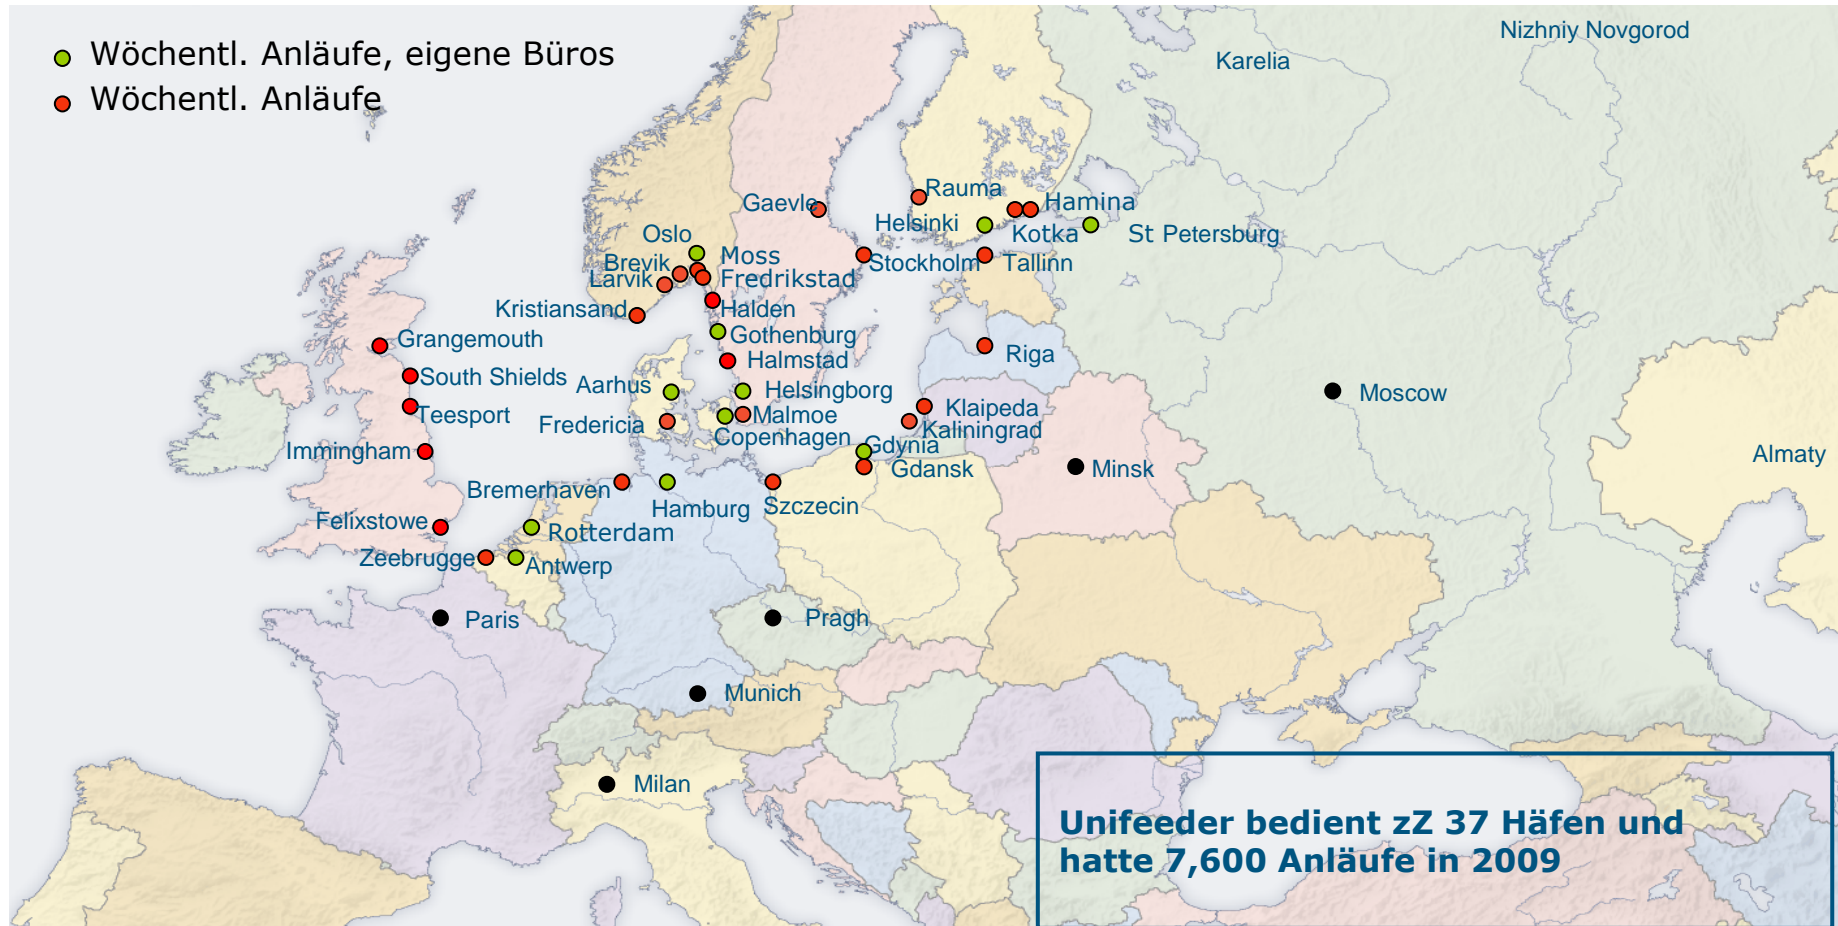 Wöchentl. Anläufe, eigene Büros
Wöchentl. Anläufe
Nizhniy Novgorod
Karelia
Rauma
Gaevle
Hamina
Helsinki
Kotka
St Petersburg
Oslo
Moss
Brevik
Stockholm
Tallinn
Larvik
Fredrikstad
Kristiansand
Halden
Gothenburg
Grangemouth
Halmstad
Riga
South Shields
Aarhus
Helsingborg
Moscow
Teesport
Malmoe
Klaipeda
Fredericia
Copenhagen
Kaliningrad
Immingham
Gdynia
Almaty
Gdansk
Minsk
Bremerhaven
Hamburg
Szczecin
Felixstowe
Rotterdam
Zeebrugge
Antwerp
Paris
Pragh
Munich
Milan
Unifeeder bedient zZ 37 Häfen und
hatte 7,600 Anläufe in 2009